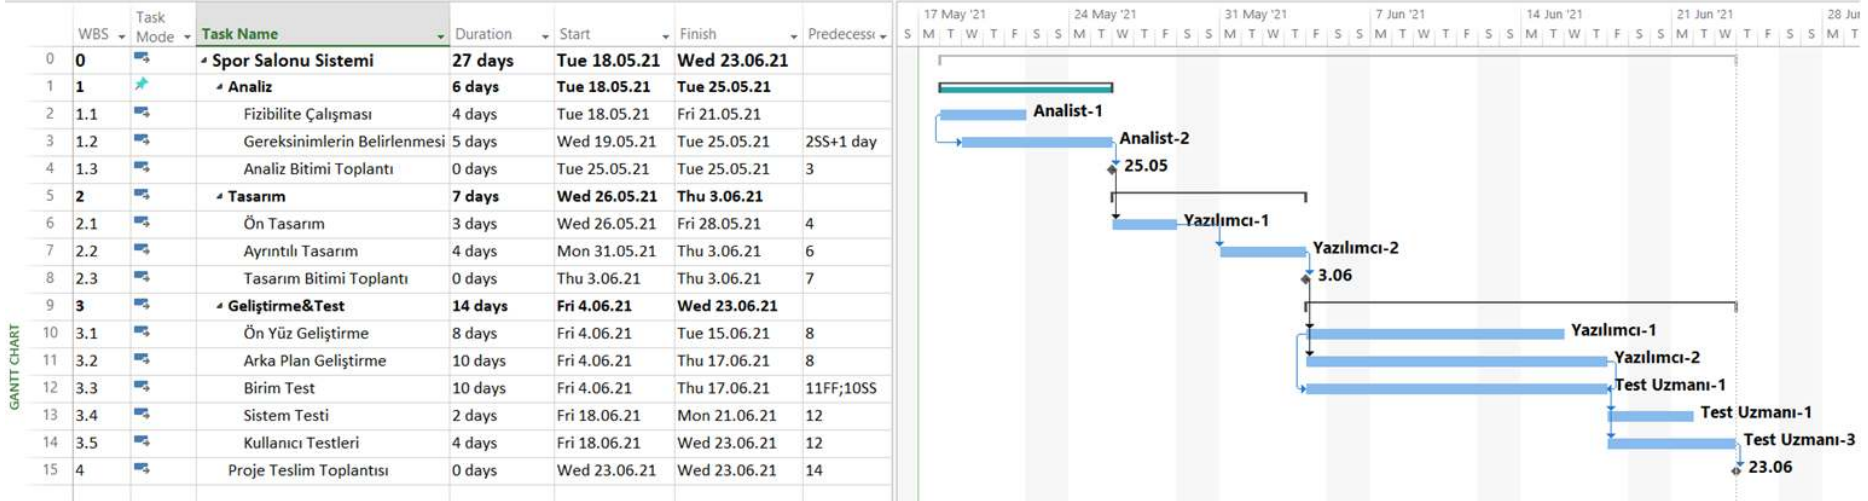 17 May '21 24 May '21 31 May '21 7 Jun '21 14 Jun '21 21 Jun '21 28 Jun
WBS Task Mode Task Name Duration Start Finish Predecesso S M T W T F S S M T W T F S S M T W T F S S M T W T F S S M T W T F S S M T W T F S S M T
0 0 Spor Salonu Sistemi 27 days Tue 18.05.21 Wed 23.06.21
1 1 Analiz 6 days Tue 18.05.21 Tue 25.05.21
2 1.1 Fizibilite Çalışması 4 days Tue 18.05.21 Fri 21.05.21 Analist-1
3 1.2 Gereksinimlerin Belirlenmesi 5 days Wed 19.05.21 Tue 25.05.21 2SS+1 day Analist-2
4 1.3 Analiz Bitimi Toplantı 0 days Tue 25.05.21 Tue 25.05.21 3 25.05
5 2 Tasarım 7 days Wed 26.05.21 Thu 3.06.21
6 2.1 Ön Tasarım 3 days Wed 26.05.21 Fri 28.05.21 4 Yazılımcı-1
7 2.2 Ayrıntılı Tasarım 4 days Mon 31.05.21 Thu 3.06.21 6 Yazılımcı-2
8 2.3 Tasarım Bitimi Toplantı 0 days Thu 3.06.21 Thu 3.06.21 7 3.06
9 3 Geliştirme&Test 14 days Fri 4.06.21 Wed 23.06.21
10 3.1 Ön Yüz Geliştirme 8 days Fri 4.06.21 Tue 15.06.21 8 Yazılımcı-1
11 3.2 Arka Plan Geliştirme 10 days Fri 4.06.21 Thu 17.06.21 8 Yazılımcı-2
12 3.3 Birim Test 10 days Fri 4.06.21 Thu 17.06.21 11FF;10SS Test Uzmanı-1
13 3.4 Sistem Testi 2 days Fri 18.06.21 Mon 21.06.21 12 Test Uzmanı-1
14 3.5 Kullanıcı Testleri 4 days Fri 18.06.21 Wed 23.06.21 12 Test Uzmanı-3
15 4 Proje Teslim Toplantısı 0 days Wed 23.06.21 Wed 23.06.21 14 23.06
GANTT CHART